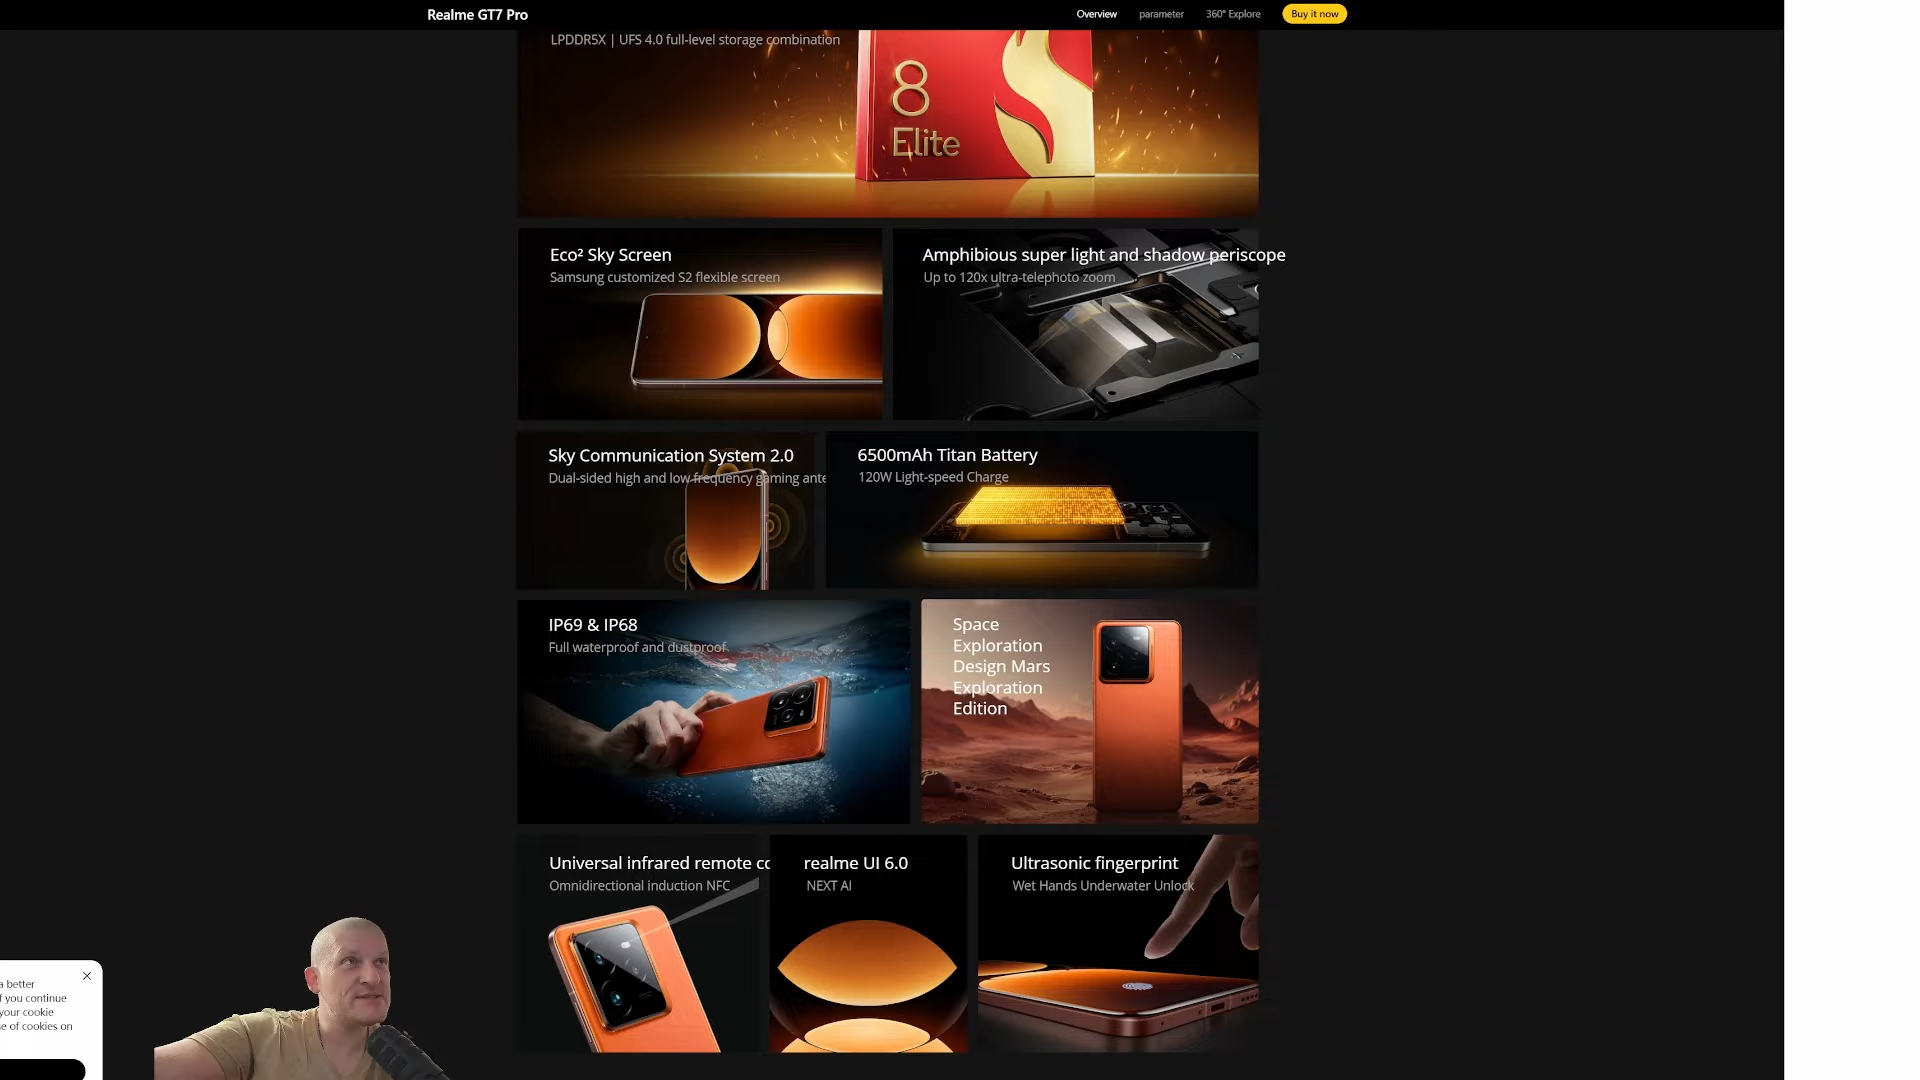 Realme GT7 Pro
Overview
parameter
360° Explore
Buy it now
LPDDR5X | UFS 4.0 full-level storage combination
8
Elite
Eco² Sky Screen
Samsung customized S2 flexible screen
Amphibious super light and shadow periscope
Up to 120x ultra-telephoto zoom
Sky Communication System 2.0
Dual-sided high and low frequency gaming ante
6500mAh Titan Battery
120W Light-speed Charge
IP69 & IP68
Full waterproof and dustproof
Space
Exploration
Design Mars
Exploration
Edition
Universal infrared remote co
Omnidirectional induction NFC
realme UI 6.0
NEXT AI
Ultrasonic fingerprint
Wet Hands Underwater Unlock
a better
f you continue
your cookie
se of cookies on